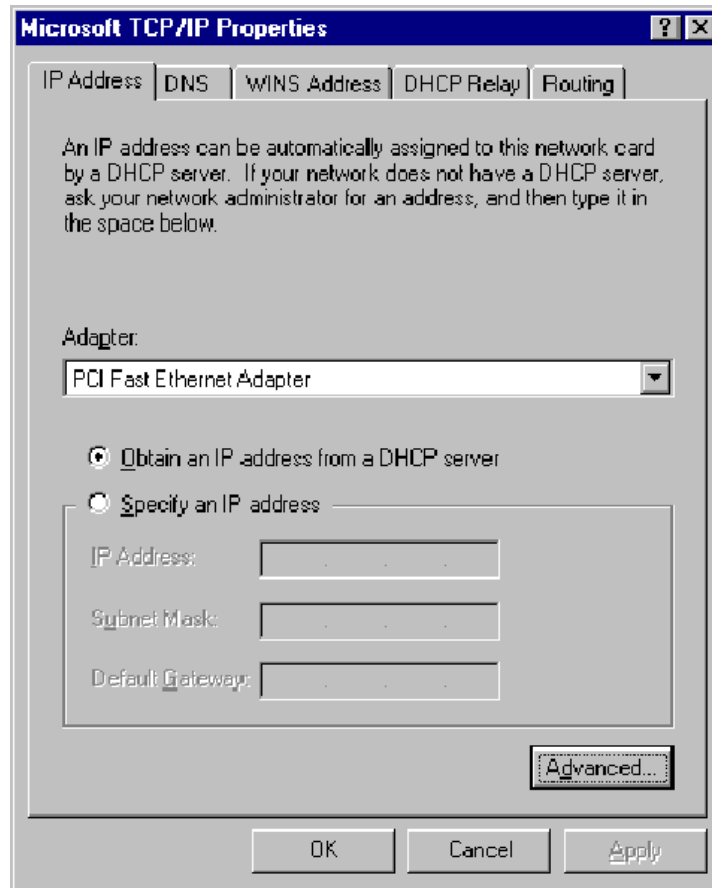 Microsoft TCP/IP Properties
IP Address DNS WINS Address DHCP Relay Routing
An IP address can be automatically assigned to this network card
by a DHCP server. If your network does not have a DHCP server,
ask your network administrator for an address, and then type it in
the space below.
Adapter:
PCI Fast Ethernet Adapter
Obtain an IP address from a DHCP server
Specify an IP address
IP Address:
Subnet Mask:
Default Gateway:
Advanced...
OK Cancel Apply